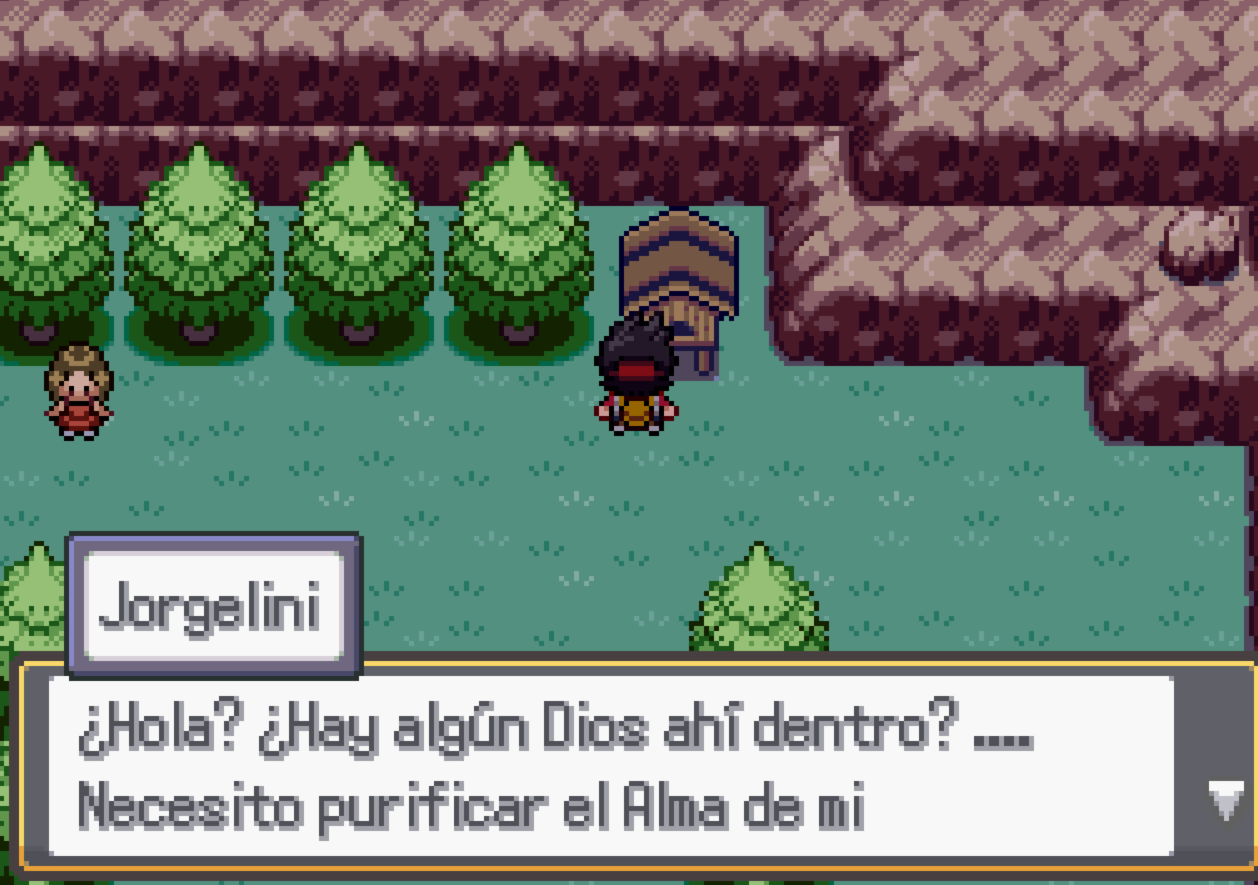 Jorgelini
¿Hola? ¿Hay algún Dios ahí dentro? ....
Necesito purificar el Alma de mi